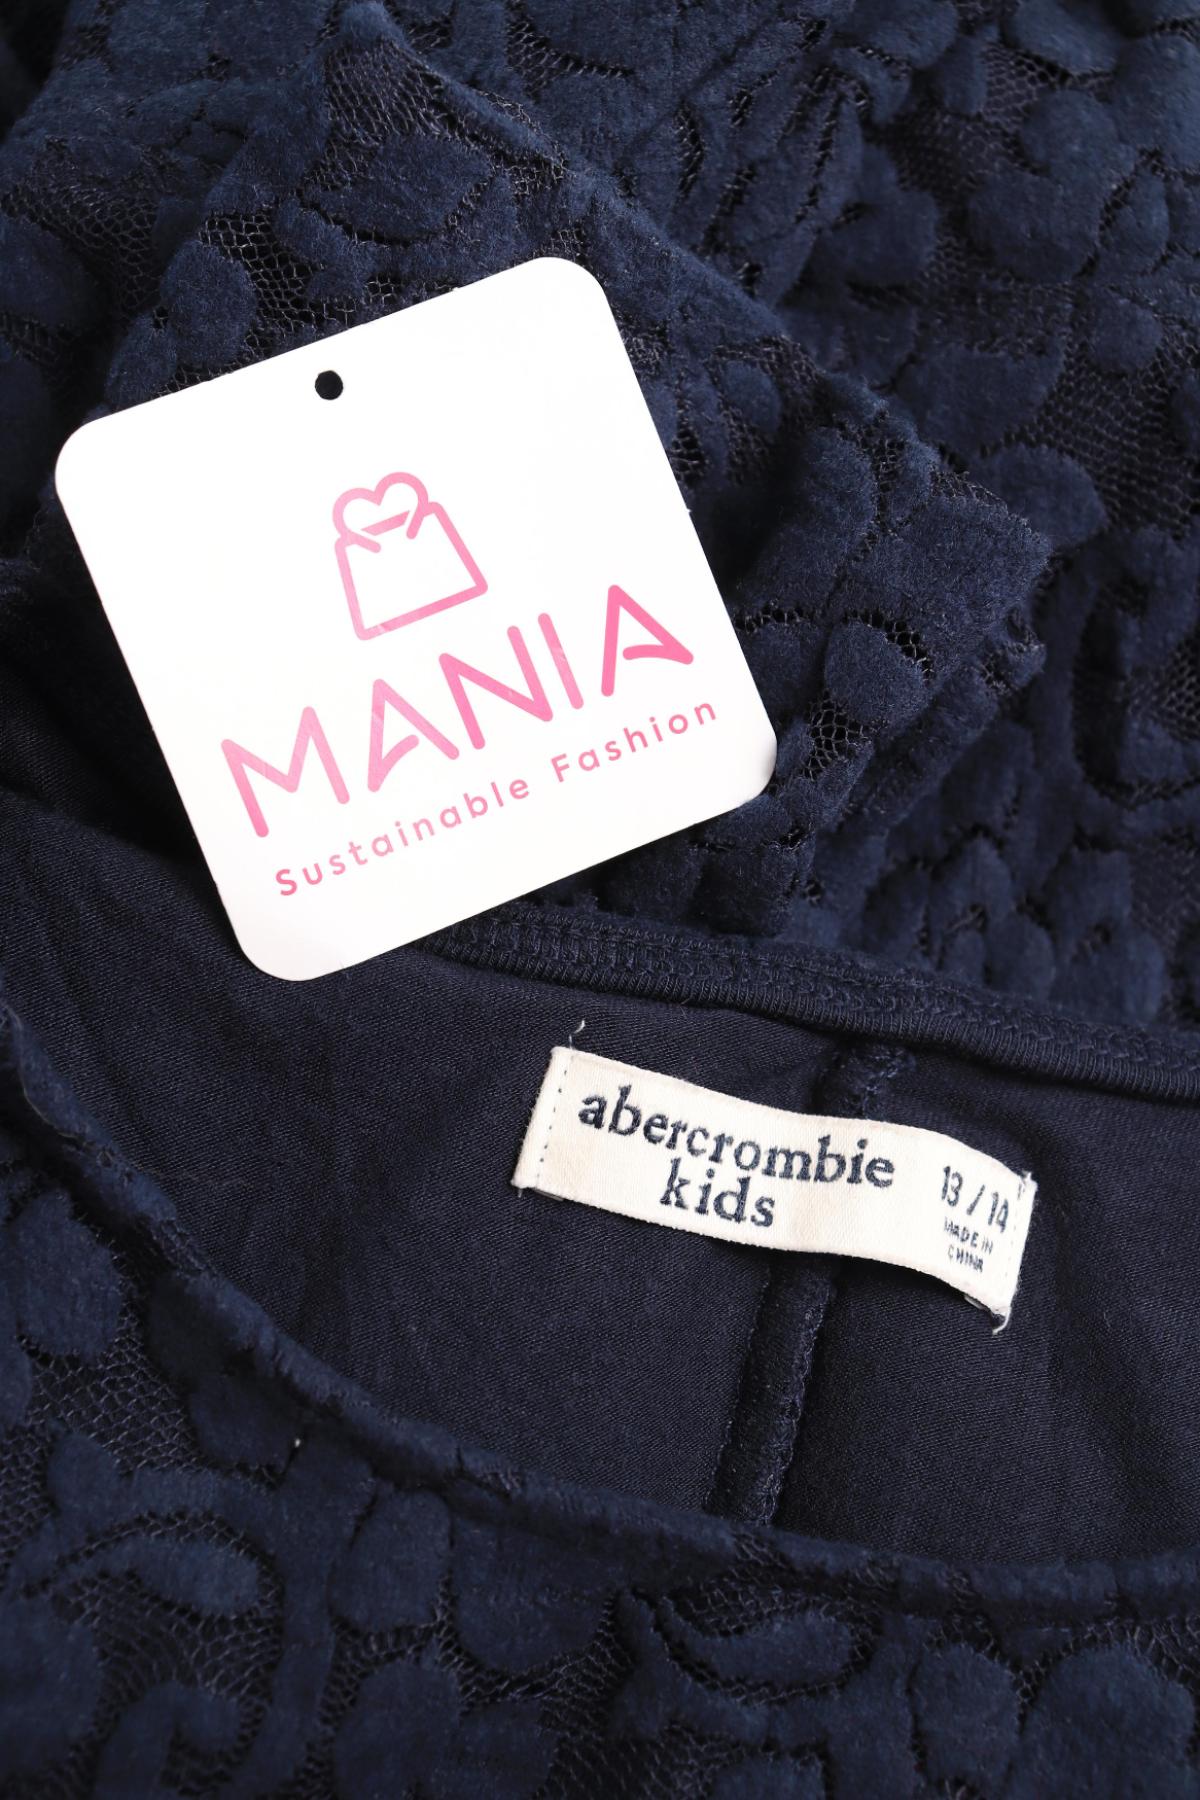 MANIA
Sustainable Fashion
abercrombie
kids
13/14
MADE IN
CHINA